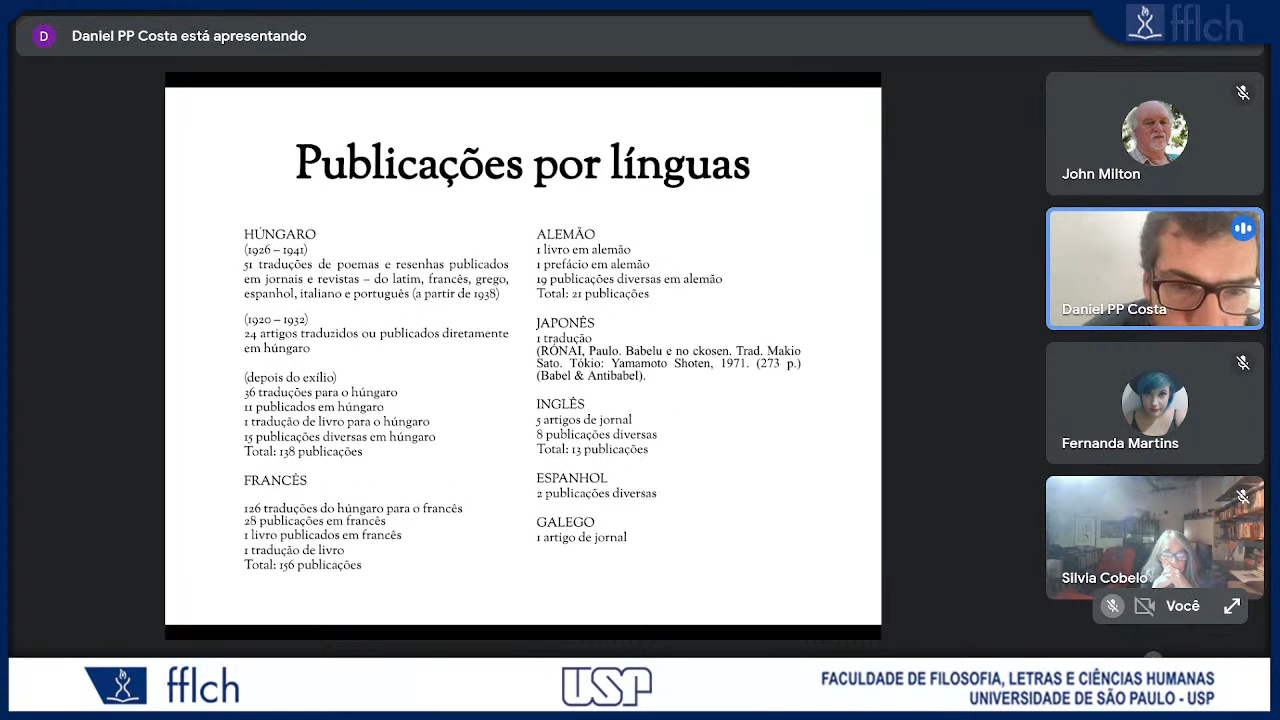 D Daniel PP Costa está apresentando
fflch
Publicações por línguas
HÚNGARO
(1926 – 1941)
51 traduções de poemas e resenhas publicados
em jornais e revistas – do latim, francês, grego,
espanhol, italiano e português (a partir de 1938)
(1920 – 1932)
24 artigos traduzidos ou publicados diretamente
em húngaro
(depois do exílio)
36 traduções para o húngaro
11 publicados em húngaro
1 tradução de livro para o húngaro
15 publicações diversas em húngaro
Total: 138 publicações
FRANCÊS
126 traduções do húngaro para o francês
28 publicações em francês
1 livro publicados em francês
1 tradução de livro
Total: 156 publicações
ALEMÃO
1 livro em alemão
1 prefácio em alemão
19 publicações diversas em alemão
Total: 21 publicações
JAPONÊS
1 tradução
(RÓNAI, Paulo. Babelu e no ckosen. Trad. Makio
Sato. Tókio: Yamamoto Shoten, 1971. (273 p.)
(Babel & Antibabel).
INGLÊS
5 artigos de jornal
8 publicações diversas
Total: 13 publicações
ESPANHOL
2 publicações diversas
GALEGO
1 artigo de jornal
John Milton
Daniel PP Costa
Fernanda Martins
Silvia Cobelo
Você
fflch
USP
FACULDADE DE FILOSOFIA, LETRAS E CIÊNCIAS HUMANAS
UNIVERSIDADE DE SÃO PAULO - USP